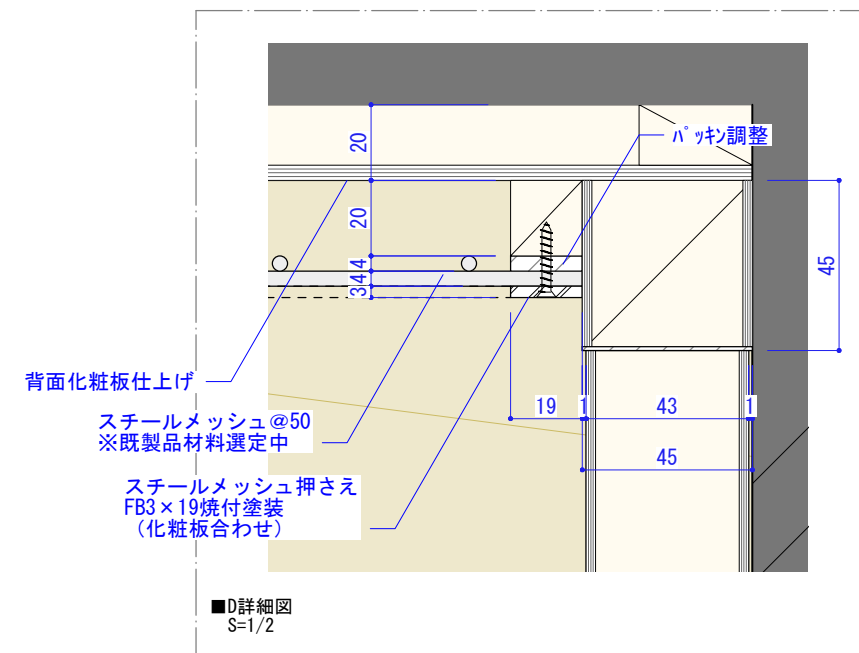 パッキン調整
20
20
4
4
3
45
背面化粧板仕上げ
スチールメッシュ@50
※既製品材料選定中
19
1
43
1
45
スチールメッシュ押さえ
FB3×19焼付塗装
（化粧板合わせ）
■D詳細図
S=1/2